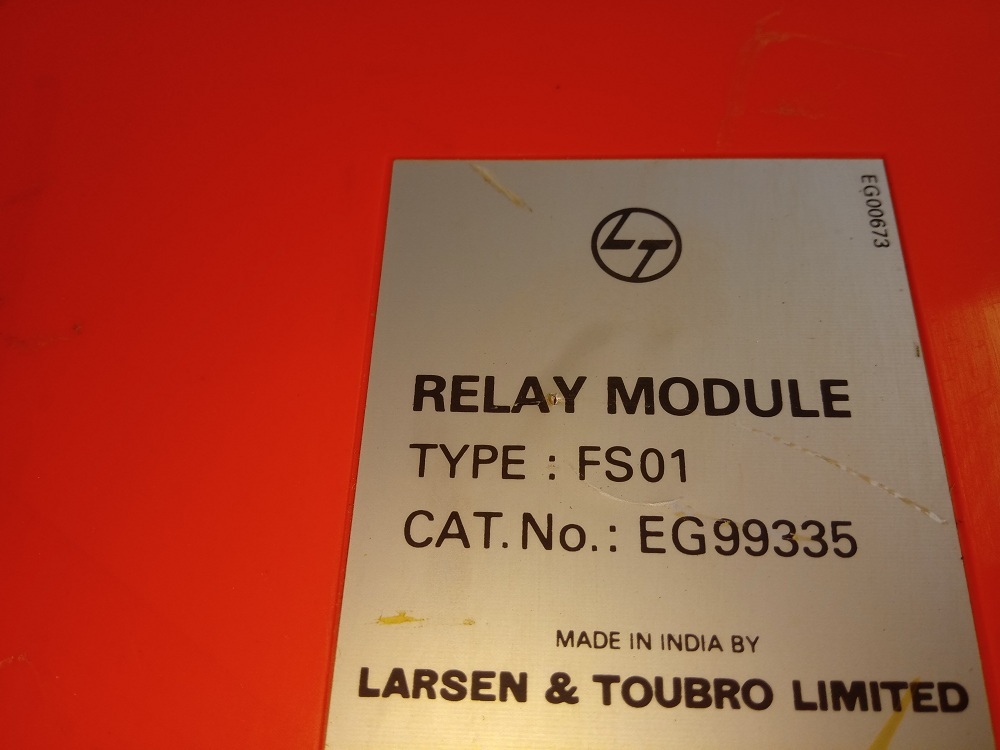 EG00673
LT
RELAY MODULE
TYPE : FS01
CAT.No.: EG99335
MADE IN INDIA BY
LARSEN & TOUBRO LIMITED